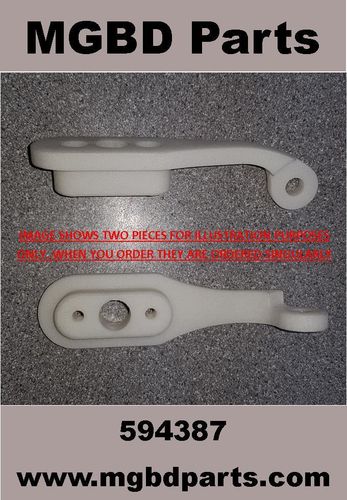 MGBD Parts
IMAGE SHOWS TWO PIECES FOR ILLUSTRATION PURPOSES
ONLY, WHEN YOU ORDER THEY ARE ORDERED SINGULARLY
594387
www.mgbdparts.com